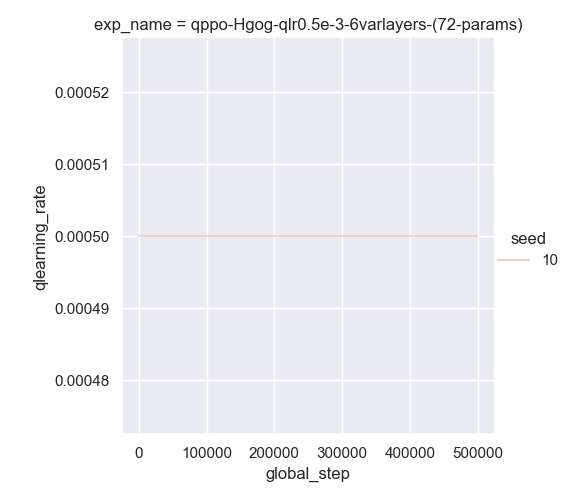 exp_name = qppo-Hgog-qlr0.5e-3-6varlayers-(72-params)
0.00052
0.00051
0.00050
0.00049
0.00048
qlearning_rate
0 100000 200000 300000 400000 500000
global_step
seed
10